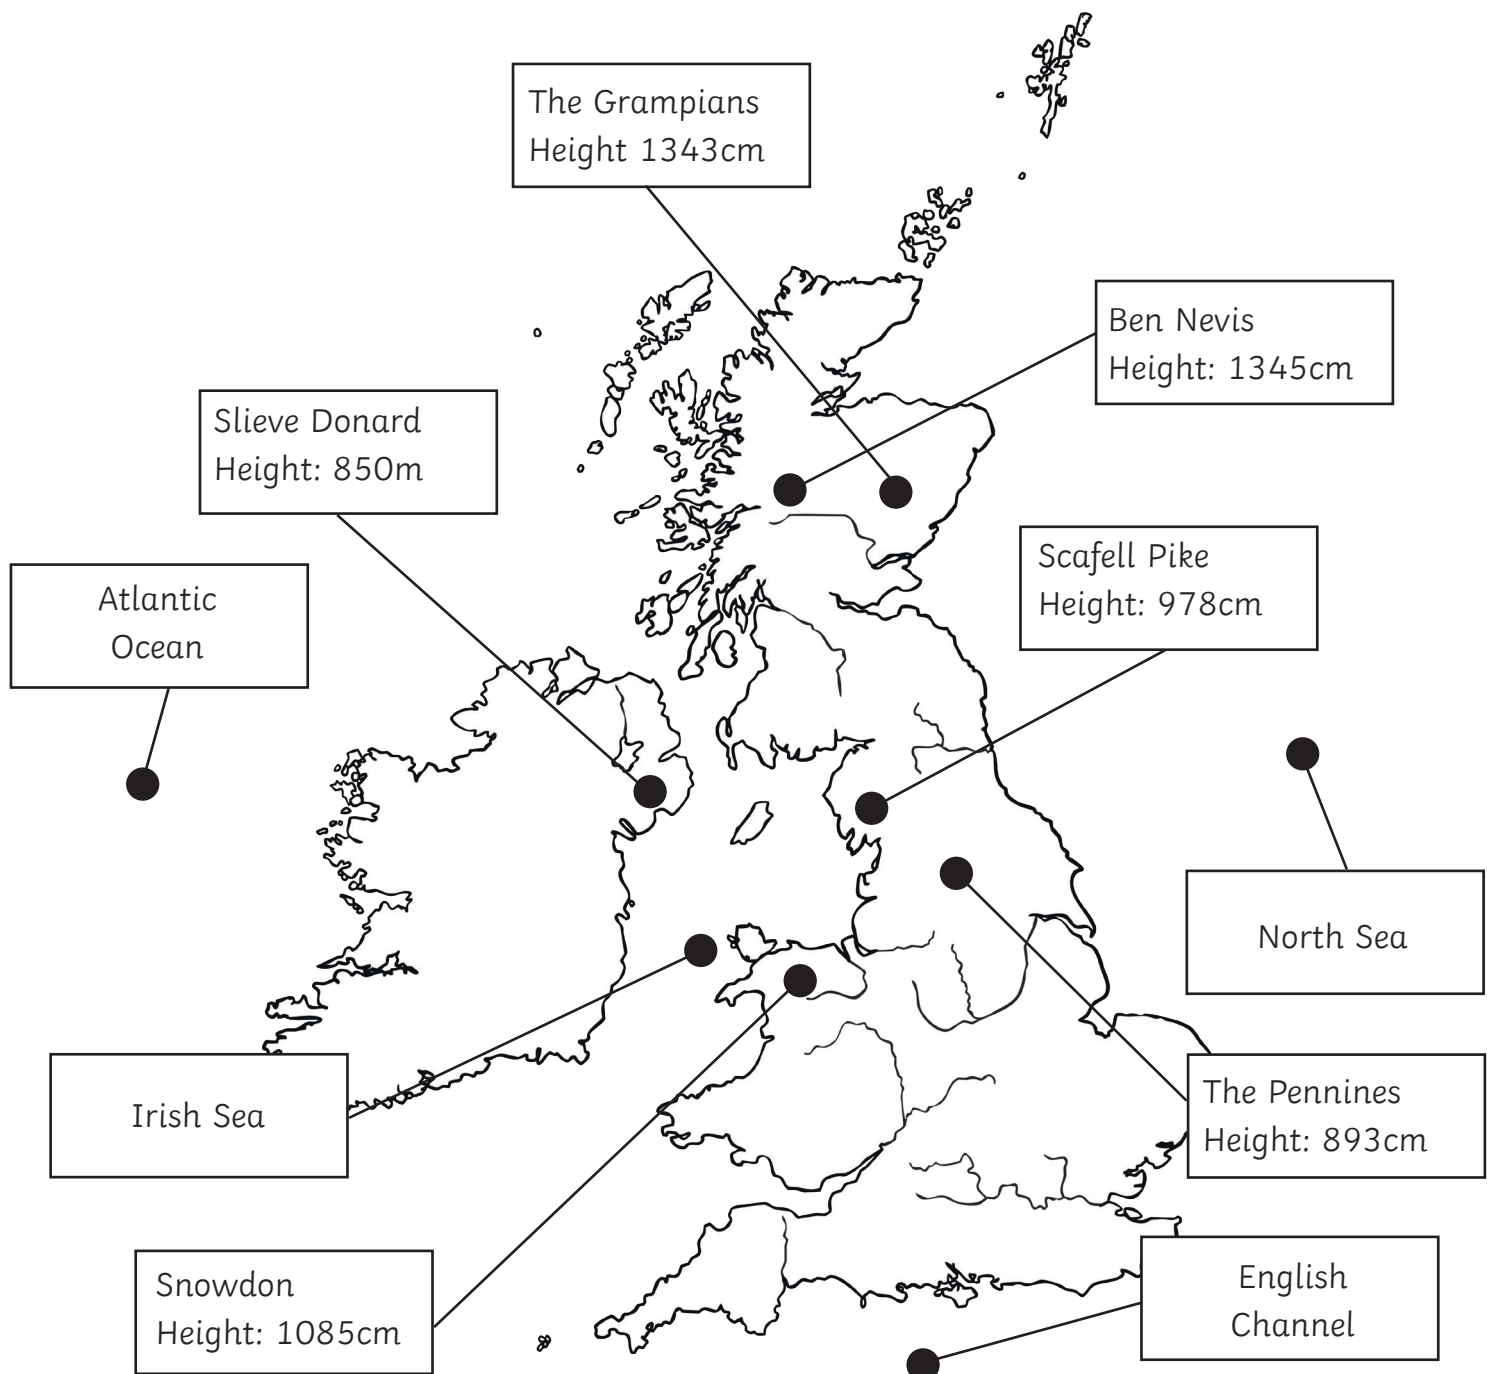 The Grampians
Height 1343cm
Ben Nevis
Height: 1345cm
Slieve Donard
Height: 850m
Scafell Pike
Height: 978cm
Atlantic
Ocean
North Sea
Irish Sea
The Pennines
Height: 893cm
Snowdon
Height: 1085cm
English
Channel